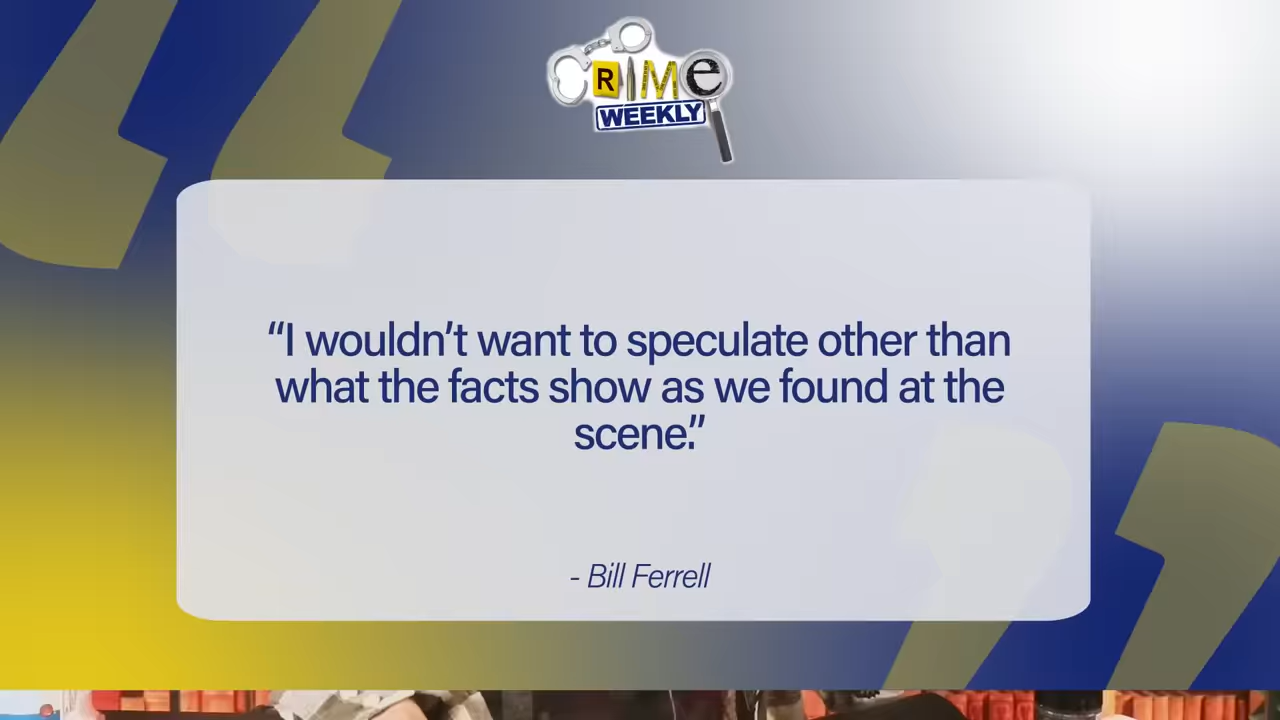 CRIMe
WEEKLY
“I wouldn’t want to speculate other than
what the facts show as we found at the
scene.”
- Bill Ferrell